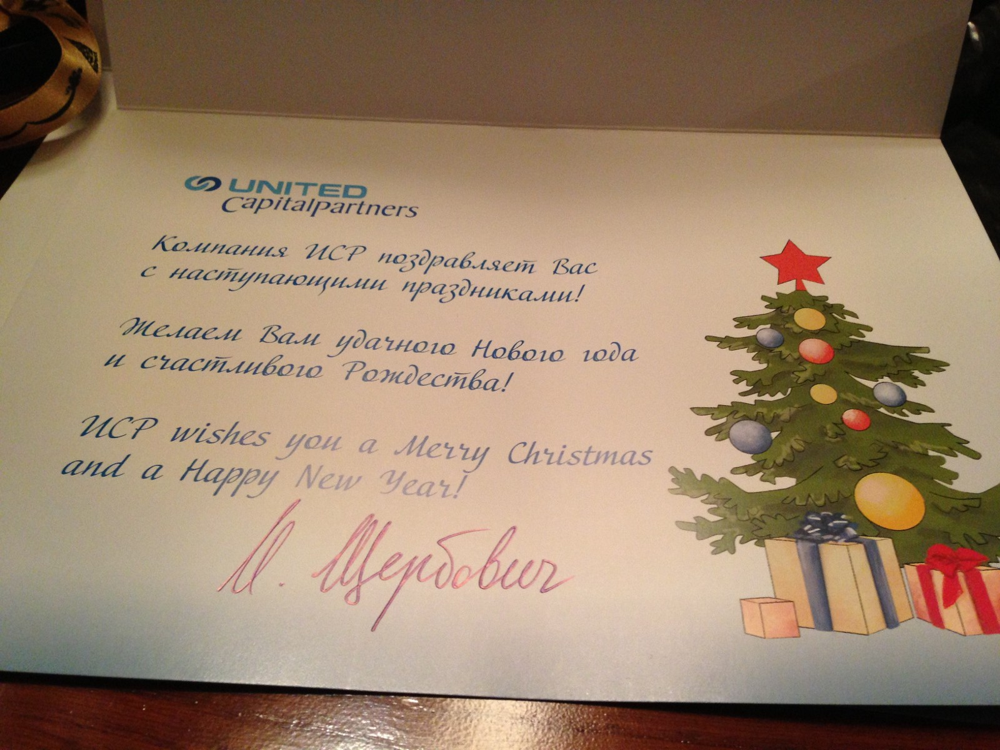 UNITED
Capitalpartners
Компания UCP поздравляет Вас
с наступающими праздниками!
Желаем Вам удачного Нового года
и счастливого Рождества!
UCP wishes you a Merry Christmas
and a Happy New Year!
И. Щербович